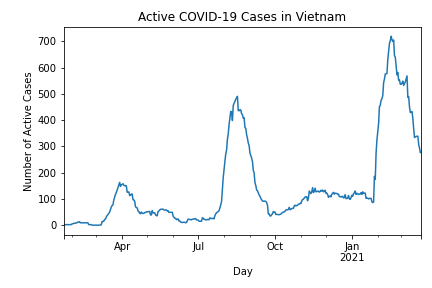 Active COVID-19 Cases in Vietnam
700
600
500
400
300
200
100
0
Number of Active Cases
Apr
Jul
Oct
Jan
2021
Day